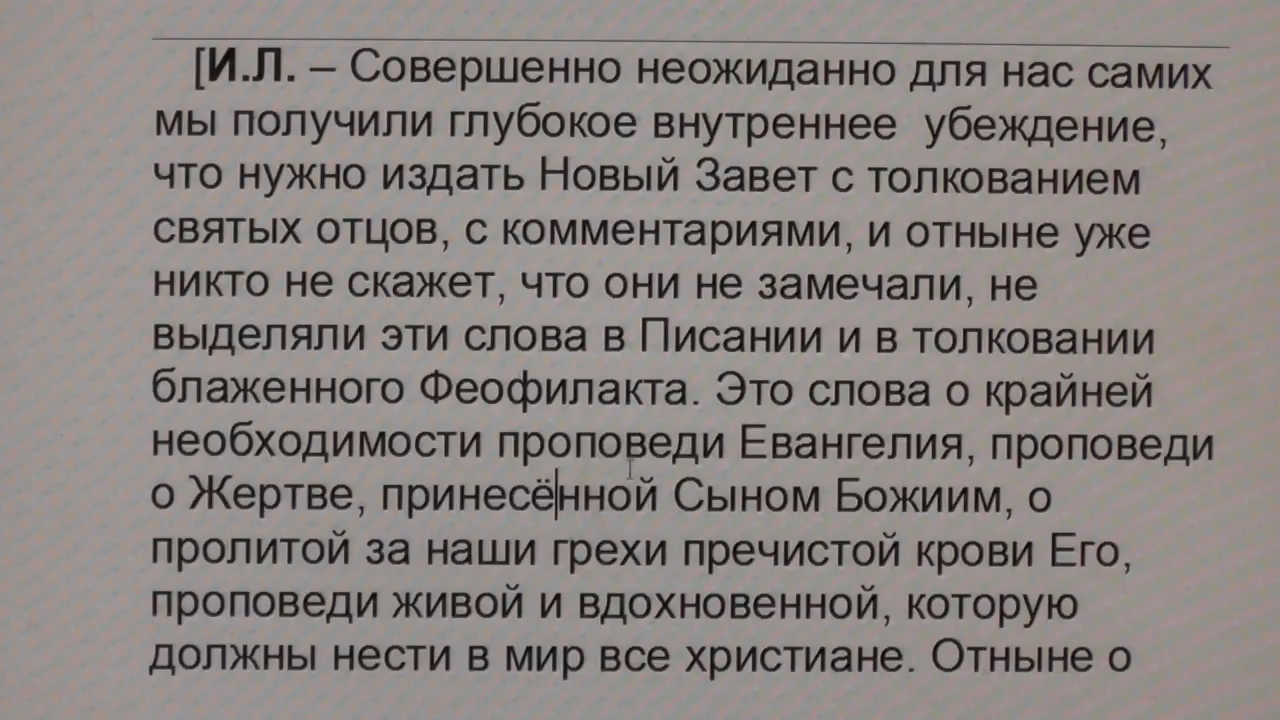 [И.Л. – Совершенно неожиданно для нас самих
мы получили глубокое внутреннее  убеждение,
что нужно издать Новый Завет с толкованием
святых отцов, с комментариями, и отныне уже
никто не скажет, что они не замечали, не
выделяли эти слова в Писании и в толковании
блаженного Феофилакта. Это слова о крайней
необходимости проповеди Евангелия, проповеди
о Жертве, принесённой Сыном Божиим, о
пролитой за наши грехи пречистой крови Его,
проповеди живой и вдохновенной, которую
должны нести в мир все христиане. Отныне о